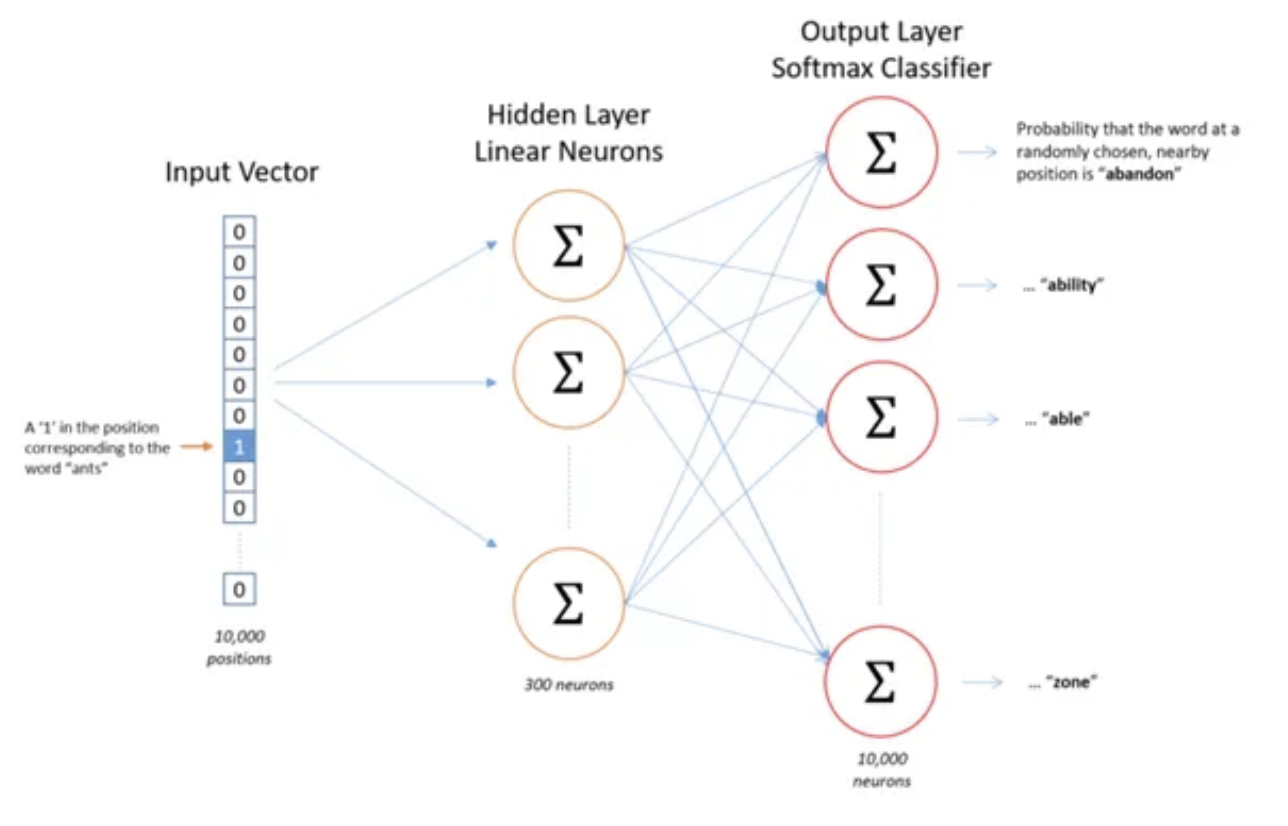 Output Layer
Softmax Classifier
Hidden Layer
Linear Neurons
Input Vector
0
0
0
0
0
0
0
1
0
0
0
A ‘1’ in the position
corresponding to the
word “ants”
10,000
positions
Σ
Σ
Σ
300 neurons
Σ
Σ
Σ
Σ
10,000
neurons
Probability that the word at a
randomly chosen, nearby
position is “abandon”
... “ability”
... “able”
... “zone”